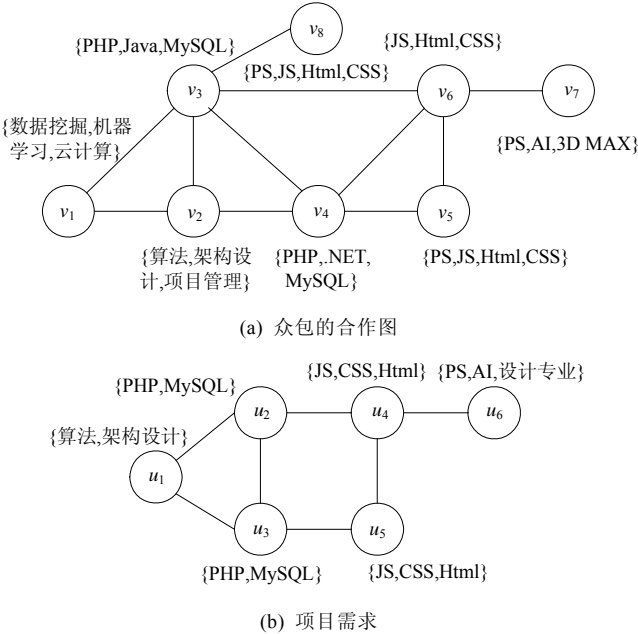 v8
{PHP,Java,MySQL}
{JS,Html,CSS}
{PS,JS,Html,CSS}
v3
v6
v7
{数据挖掘,机器
学习,云计算}
{PS,AI,3D MAX}
v1
v2
v4
v5
{算法,架构设
计,项目管理}
{PHP,.NET,
MySQL}
{PS,JS,Html,CSS}
(a) 众包的合作图
{JS,CSS,Html}
{PS,AI,设计专业}
{PHP,MySQL}
u2
u4
u6
{算法,架构设计}
u1
u3
u5
{PHP,MySQL}
{JS,CSS,Html}
(b) 项目需求